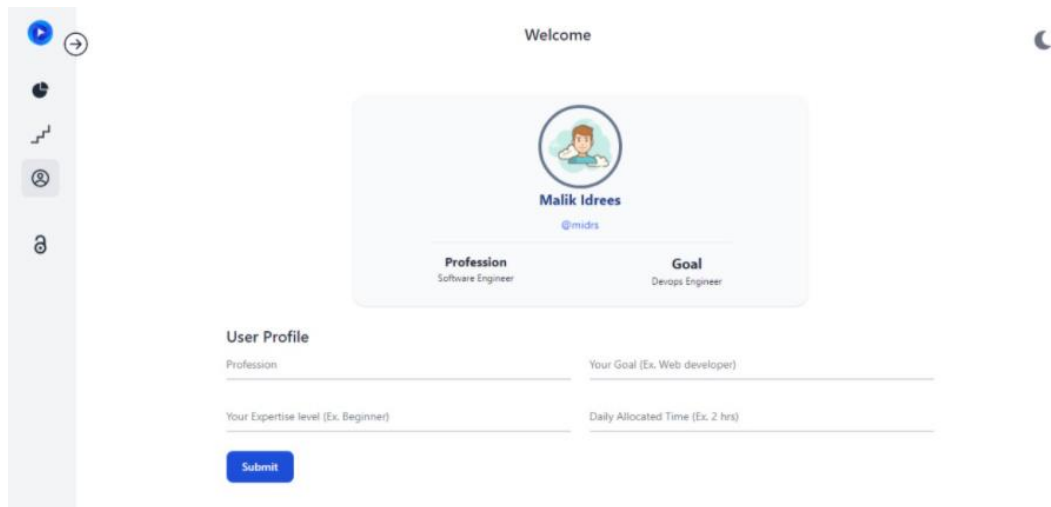 Welcome
Malik Idrees
@midrs
Profession Goal
Software Engineer Devops Engineer
User Profile
Profession Your Goal (Ex. Web developer)
Your Expertise level (Ex. Beginner) Daily Allocated Time (Ex. 2 hrs)
Submit